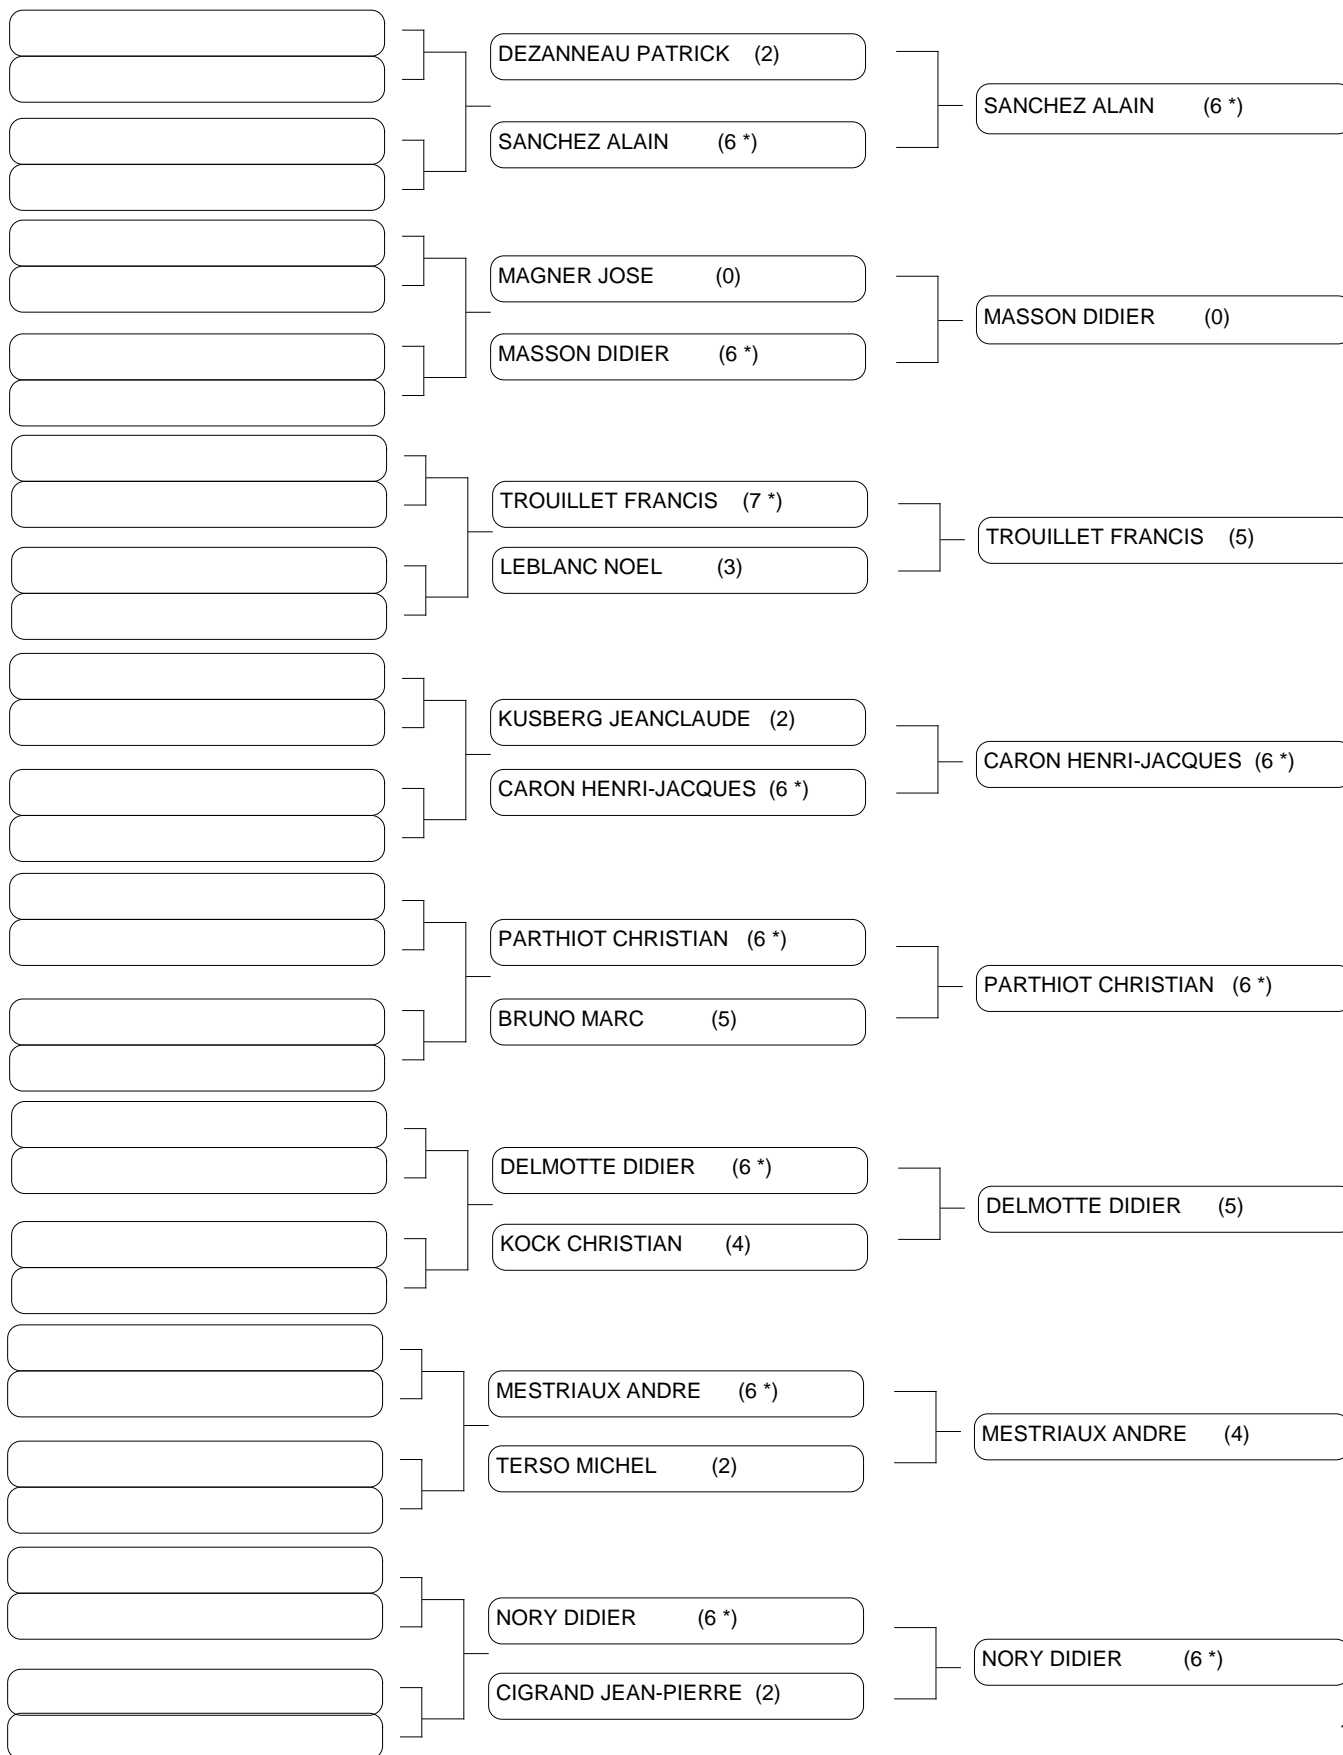 DEZANNEAU PATRICK (2)
SANCHEZ ALAIN (6 *)
SANCHEZ ALAIN (6 *)
MAGNER JOSE (0)
MASSON DIDIER (6 *)
MASSON DIDIER (0)
TROUILLET FRANCIS (7 *)
LEBLANC NOEL (3)
TROUILLET FRANCIS (5)
KUSBERG JEANCLAUDE (2)
CARON HENRI-JACQUES (6 *)
CARON HENRI-JACQUES (6 *)
PARTHIOT CHRISTIAN (6 *)
BRUNO MARC (5)
PARTHIOT CHRISTIAN (6 *)
DELMOTTE DIDIER (6 *)
KOCK CHRISTIAN (4)
DELMOTTE DIDIER (5)
MESTRIAUX ANDRE (6 *)
TERSO MICHEL (2)
MESTRIAUX ANDRE (4)
NORY DIDIER (6 *)
CIGRAND JEAN-PIERRE (2)
NORY DIDIER (6 *)